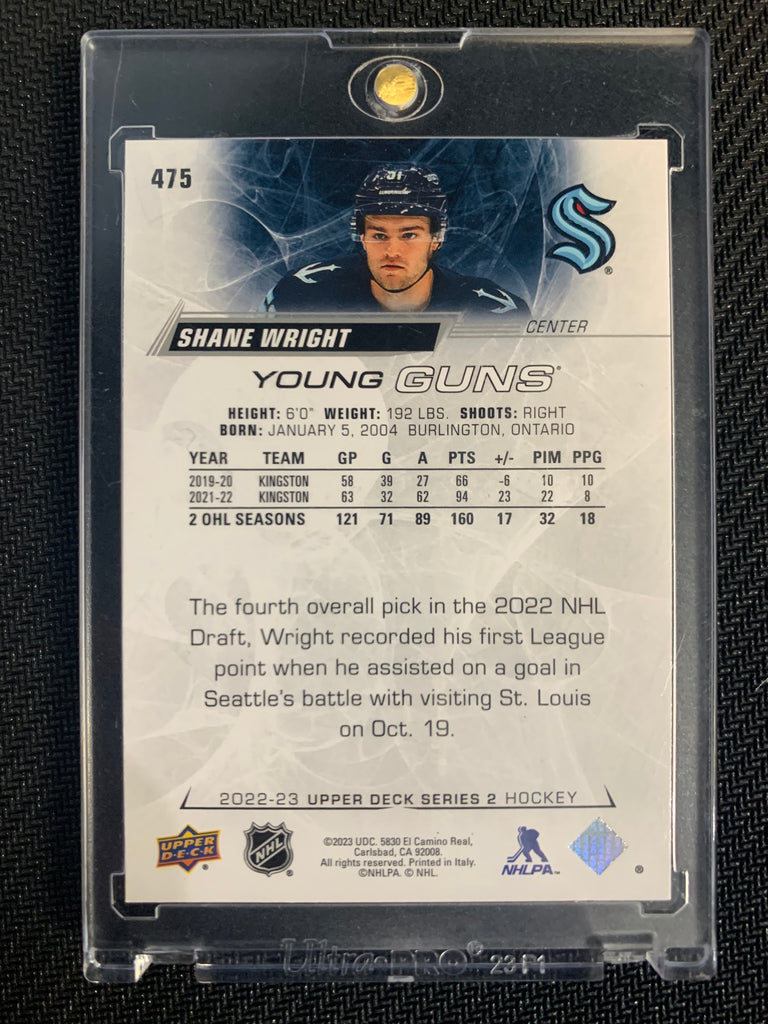 475
51
SHANE WRIGHT
CENTER
YOUNG GUNS®
HEIGHT: 6'0" WEIGHT: 192 LBS. SHOOTS: RIGHT
BORN: JANUARY 5, 2004 BURLINGTON, ONTARIO
YEAR TEAM GP G A PTS +/- PIM PPG
2019-20 KINGSTON 58 39 27 66 -6 10 10
2021-22 KINGSTON 63 32 62 94 23 22 8
2 OHL SEASONS 121 71 89 160 17 32 18
The fourth overall pick in the 2022 NHL
Draft, Wright recorded his first League
point when he assisted on a goal in
Seattle's battle with visiting St. Louis
on Oct. 19.
2022-23 UPPER DECK SERIES 2 HOCKEY
UPPER
D·E·C·K
NHL
©2023 UDC. 5830 El Camino Real,
Carlsbad, CA 92008.
All rights reserved. Printed in Italy.
©NHLPA. © NHL.
NHLPA™
Ultra·PRO® 23 P1